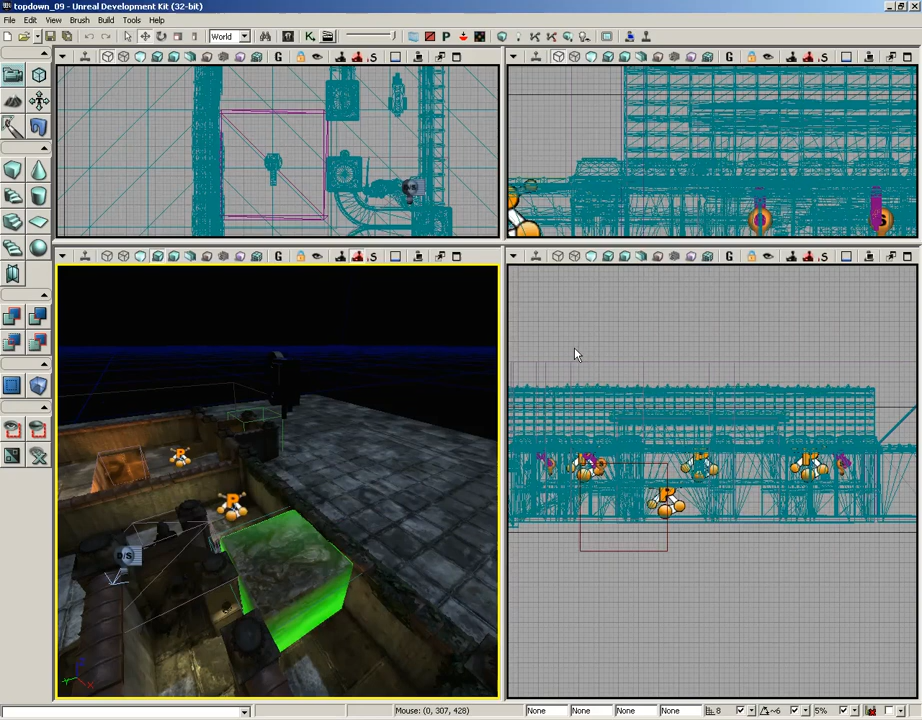 topdown_09 - Unreal Development Kit (32-bit)
File Edit View Brush Build Tools Help
World
G
S
G
S
G
S
G
S
D/S
P
P
D/S
P
Mouse: (0, 307, 428)
None
None
None
None
8
~6
5%